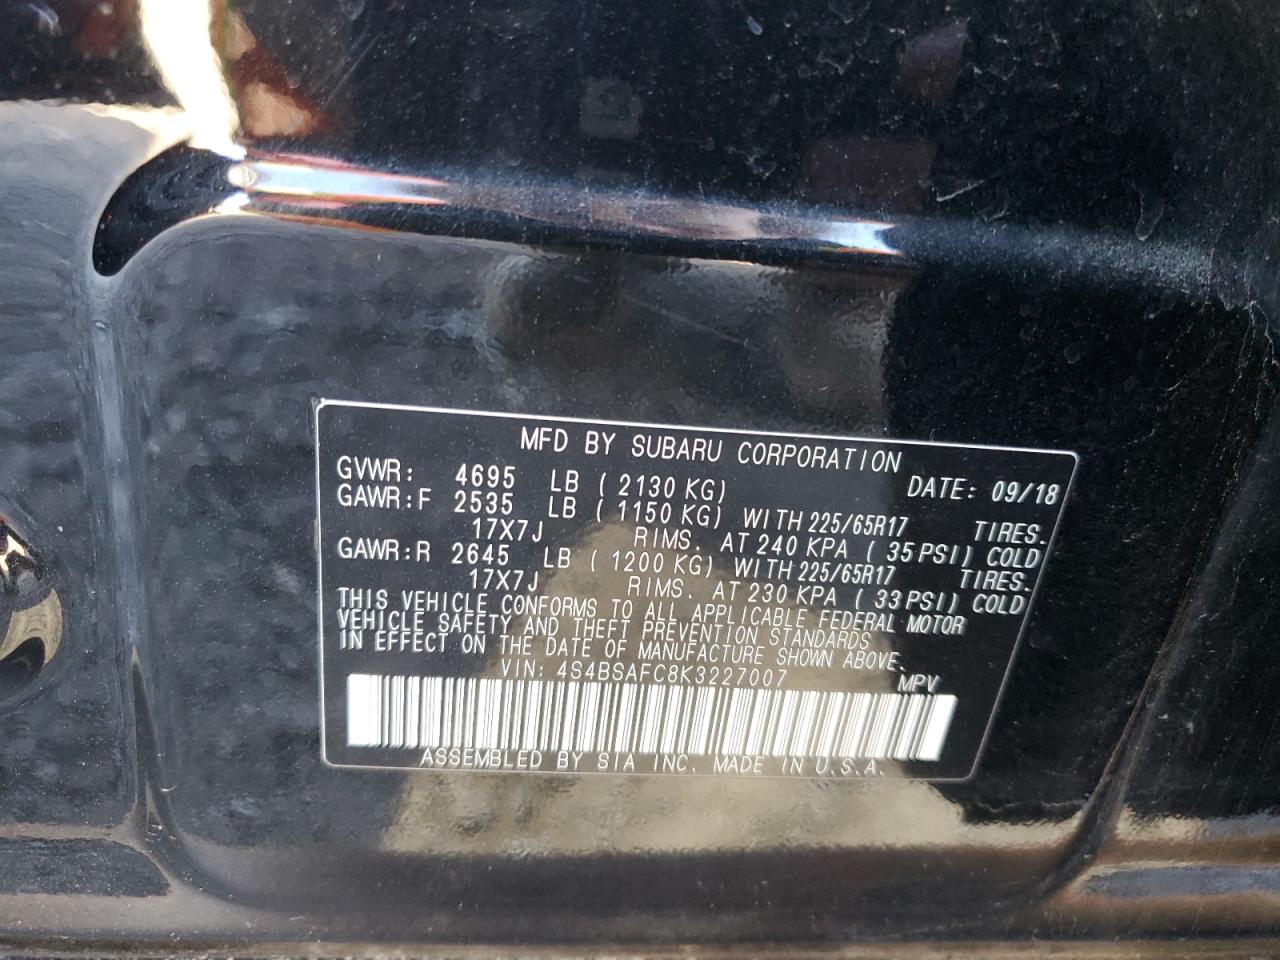 MFD BY SUBARU CORPORATION
GVWR: 4695 LB ( 2130 KG) DATE: 09/18
GAWR:F 2535 LB ( 1150 KG) WITH 225/65R17 TIRES.
17X7J RIMS. AT 240 KPA ( 35 PSI) COLD
GAWR:R 2645 LB ( 1200 KG) WITH 225/65R17 TIRES.
17X7J RIMS. AT 230 KPA ( 33 PSI) COLD
THIS VEHICLE CONFORMS TO ALL APPLICABLE FEDERAL MOTOR
VEHICLE SAFETY AND THEFT PREVENTION STANDARDS
IN EFFECT ON THE DATE OF MANUFACTURE SHOWN ABOVE.
VIN: 4S4BSAFC8K3227007 MPV
ASSEMBLED BY SIA INC. MADE IN U.S.A.